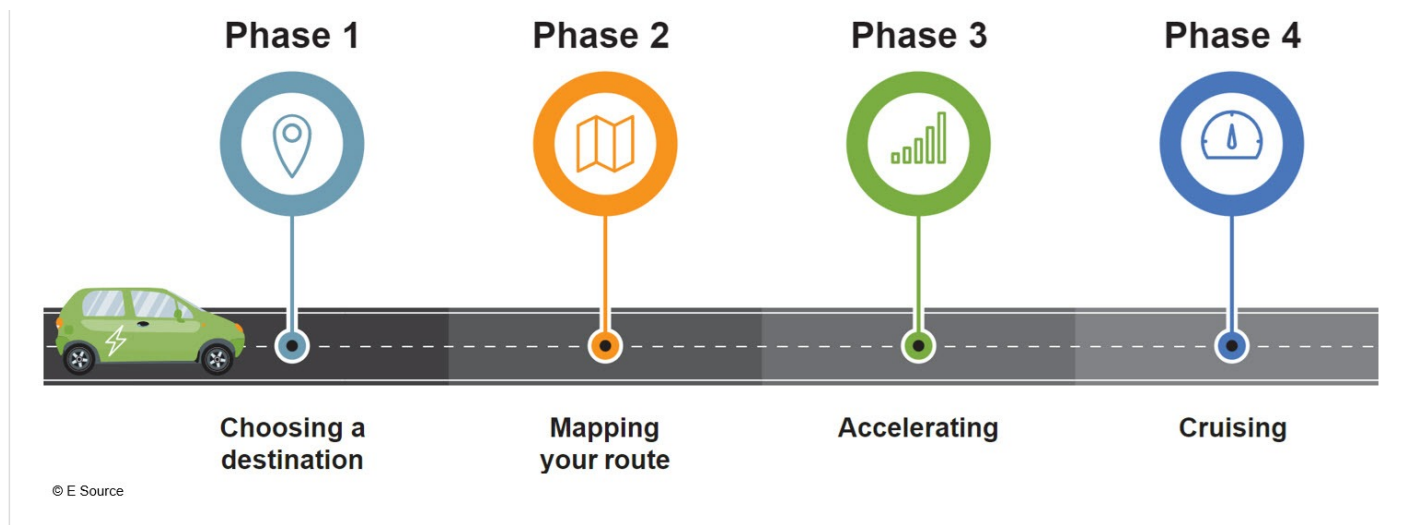 Phase 1
Phase 2
Phase 3
Phase 4
Choosing a
destination
Mapping
your route
Accelerating
Cruising
© E Source